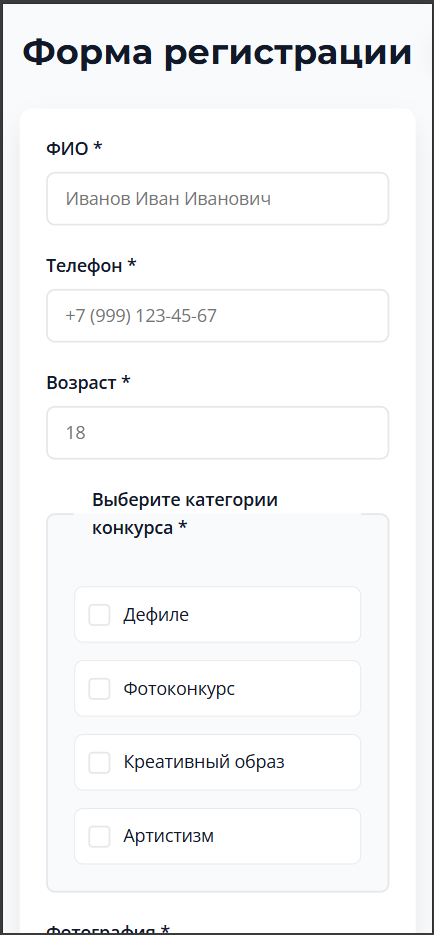 Форма регистрации
ФИО *
Иванов Иван Иванович
Телефон *
+7 (999) 123-45-67
Возраст *
18
Выберите категории
конкурса *
Дефиле
Фотоконкурс
Креативный образ
Артистизм
Фотография *